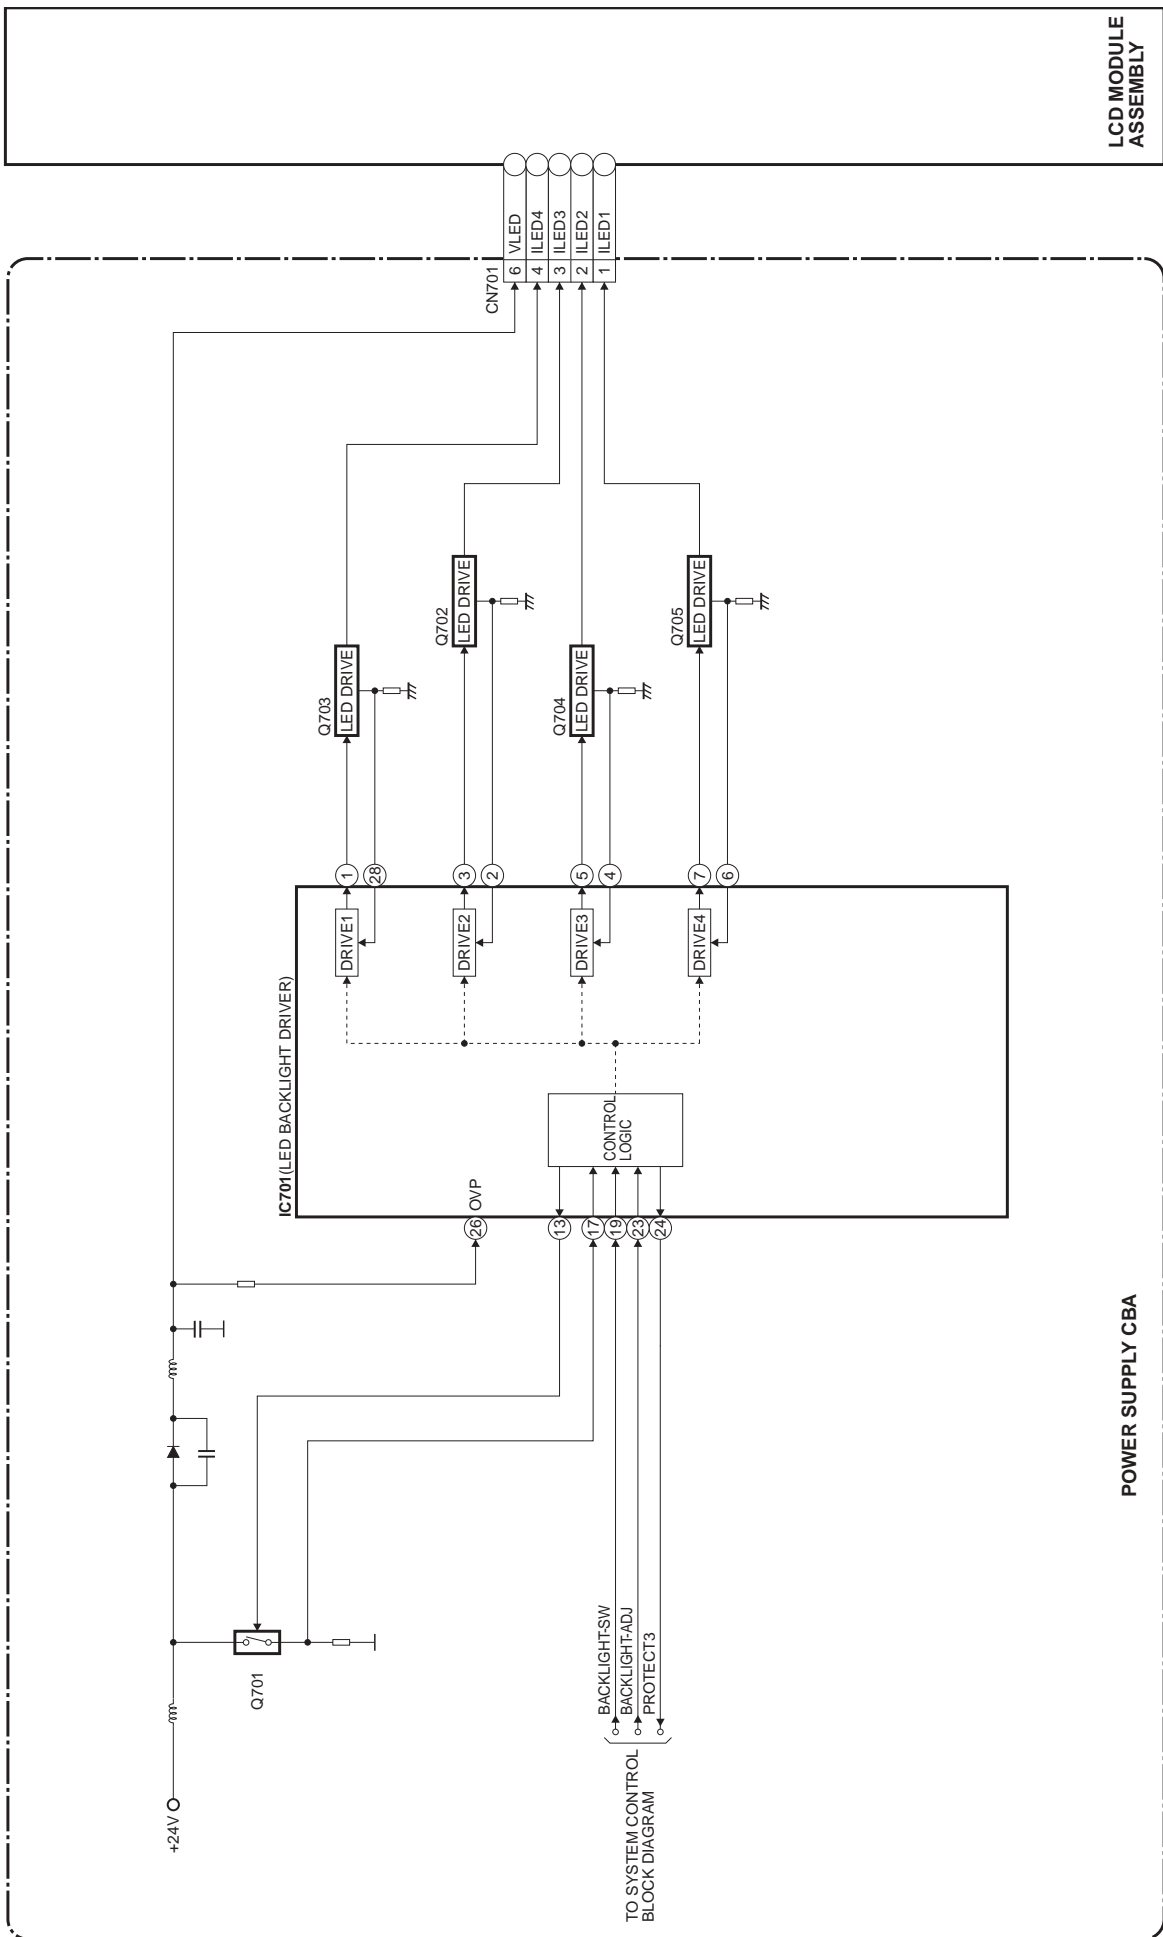 LCD MODULE
ASSEMBLY
CN701
6 VLED
4 ILED4
3 ILED3
2 ILED2
1 ILED1
Q703
LED DRIVE
Q702
LED DRIVE
Q704
LED DRIVE
Q705
LED DRIVE
1
28
3
2
5
4
7
6
DRIVE1
DRIVE2
DRIVE3
DRIVE4
IC701(LED BACKLIGHT DRIVER)
CONTROL
LOGIC
26 OVP
13
17
19
23
24
Q701
+24V
BACKLIGHT-SW
BACKLIGHT-ADJ
PROTECT3
TO SYSTEM CONTROL
BLOCK DIAGRAM
POWER SUPPLY CBA